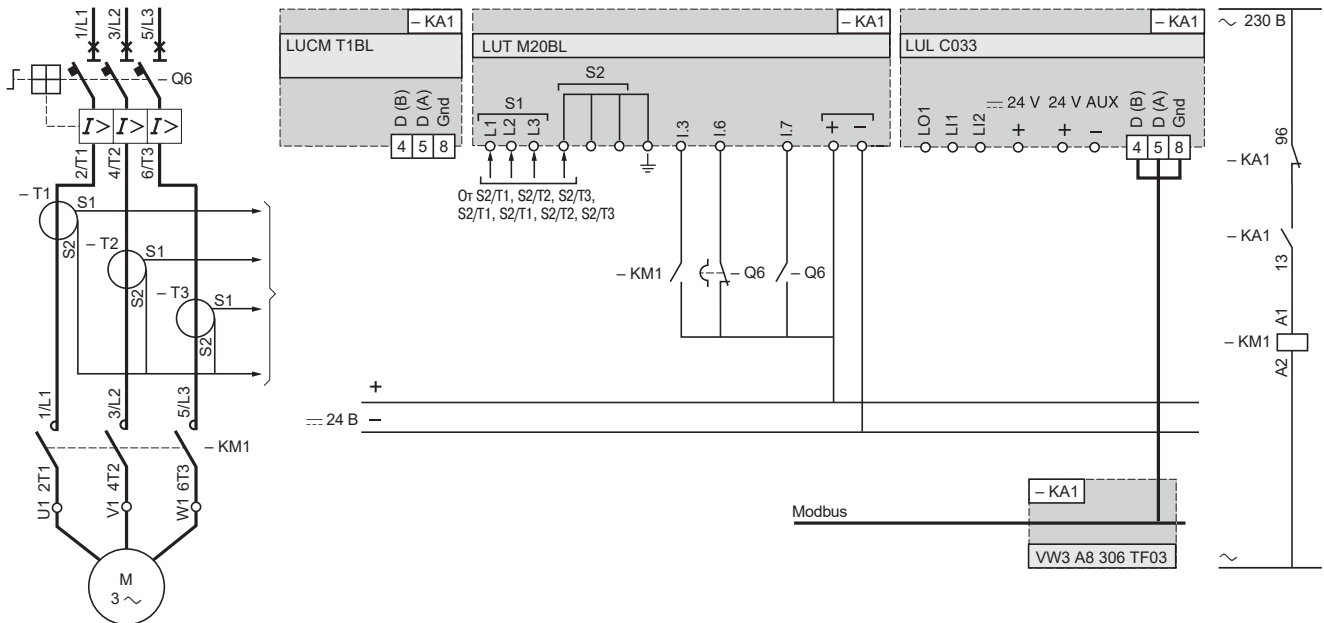 1/L1
3/L2
5/L3
– Q6
I>
I>
I>
2/T1
4/T2
6/T3
– T1
S1
S2
– T2
S1
S2
– T3
S1
S2
1/L1
3/L2
5/L3
– KM1
2T1
4T2
6T3
U1
V1
W1
M
3 ~
– KA1
LUCM T1BL
D (B)
D (A)
Gnd
4 5 8
– KA1
LUT M20BL
S2
S1
L1
L2
L3
I.3
I.6
I.7
+
–
От S2/T1, S2/T2, S2/T3,
S2/T1, S2/T1, S2/T2, S2/T3
– KM1
– Q6
– Q6
+
24 В –
– KA1
LUL C033
LO1
LI1
LI2
24 V
24 V AUX
+
+
–
D (B)
D (A)
Gnd
4 5 8
Modbus
– KA1
VW3 A8 306 TF03
~ 230 В
96
– KA1
– KA1
13
A1
– KM1
A2
~